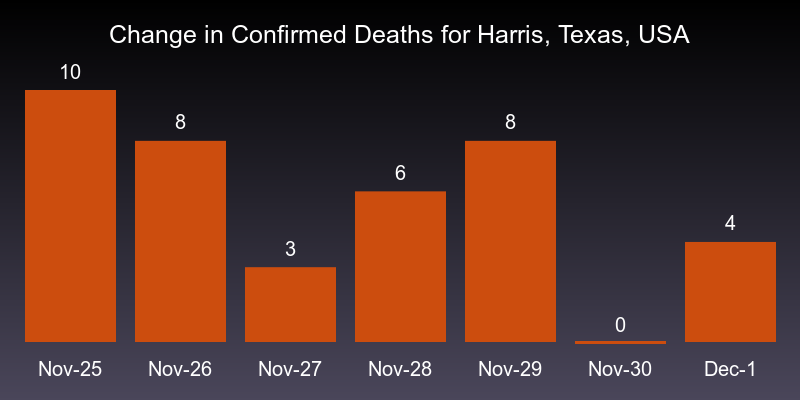 Change in Confirmed Deaths for Harris, Texas, USA
10
8
3
6
8
0
4
Nov-25
Nov-26
Nov-27
Nov-28
Nov-29
Nov-30
Dec-1